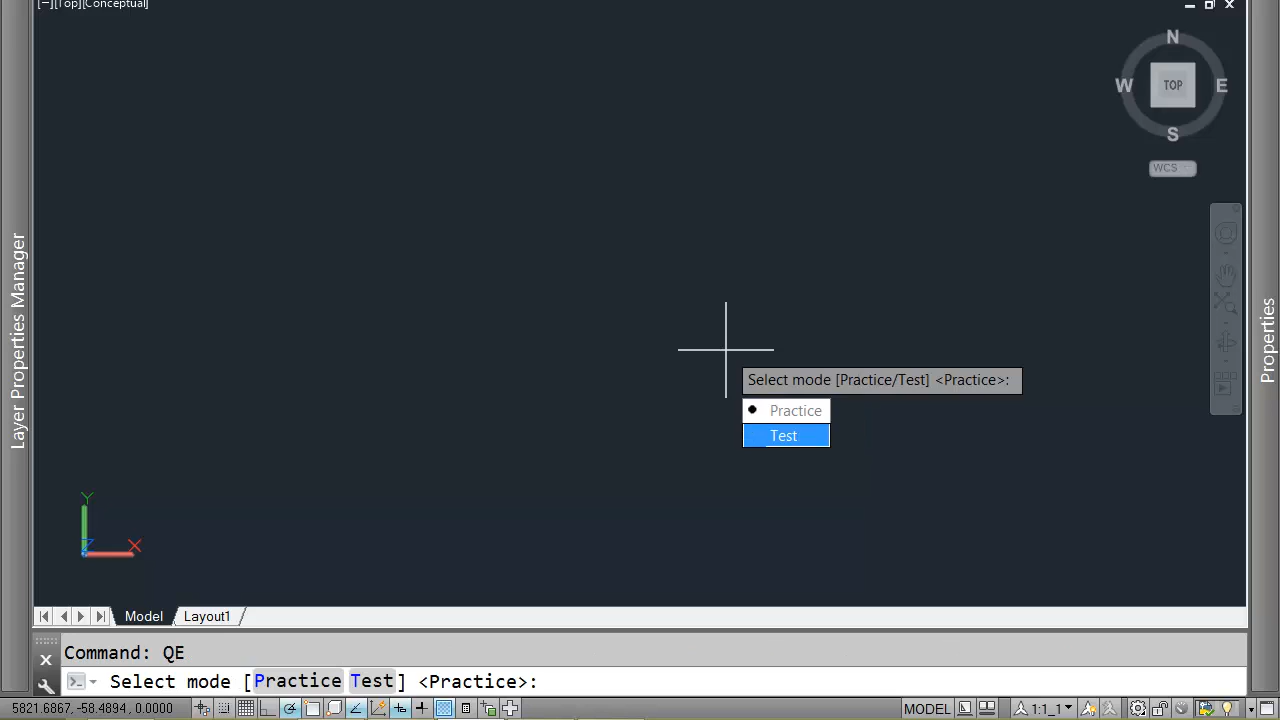 [−][Top][Conceptual]
N
W
TOP
E
S
WCS
Layer Properties Manager
Properties
Select mode [Practice/Test] <Practice>:
Practice
Test
Y
Z
X
Model
Layout1
Command: QE
Select mode [Practice Test] <Practice>:
5821.6867, -58.4894, 0.0000
MODEL
1:1_1